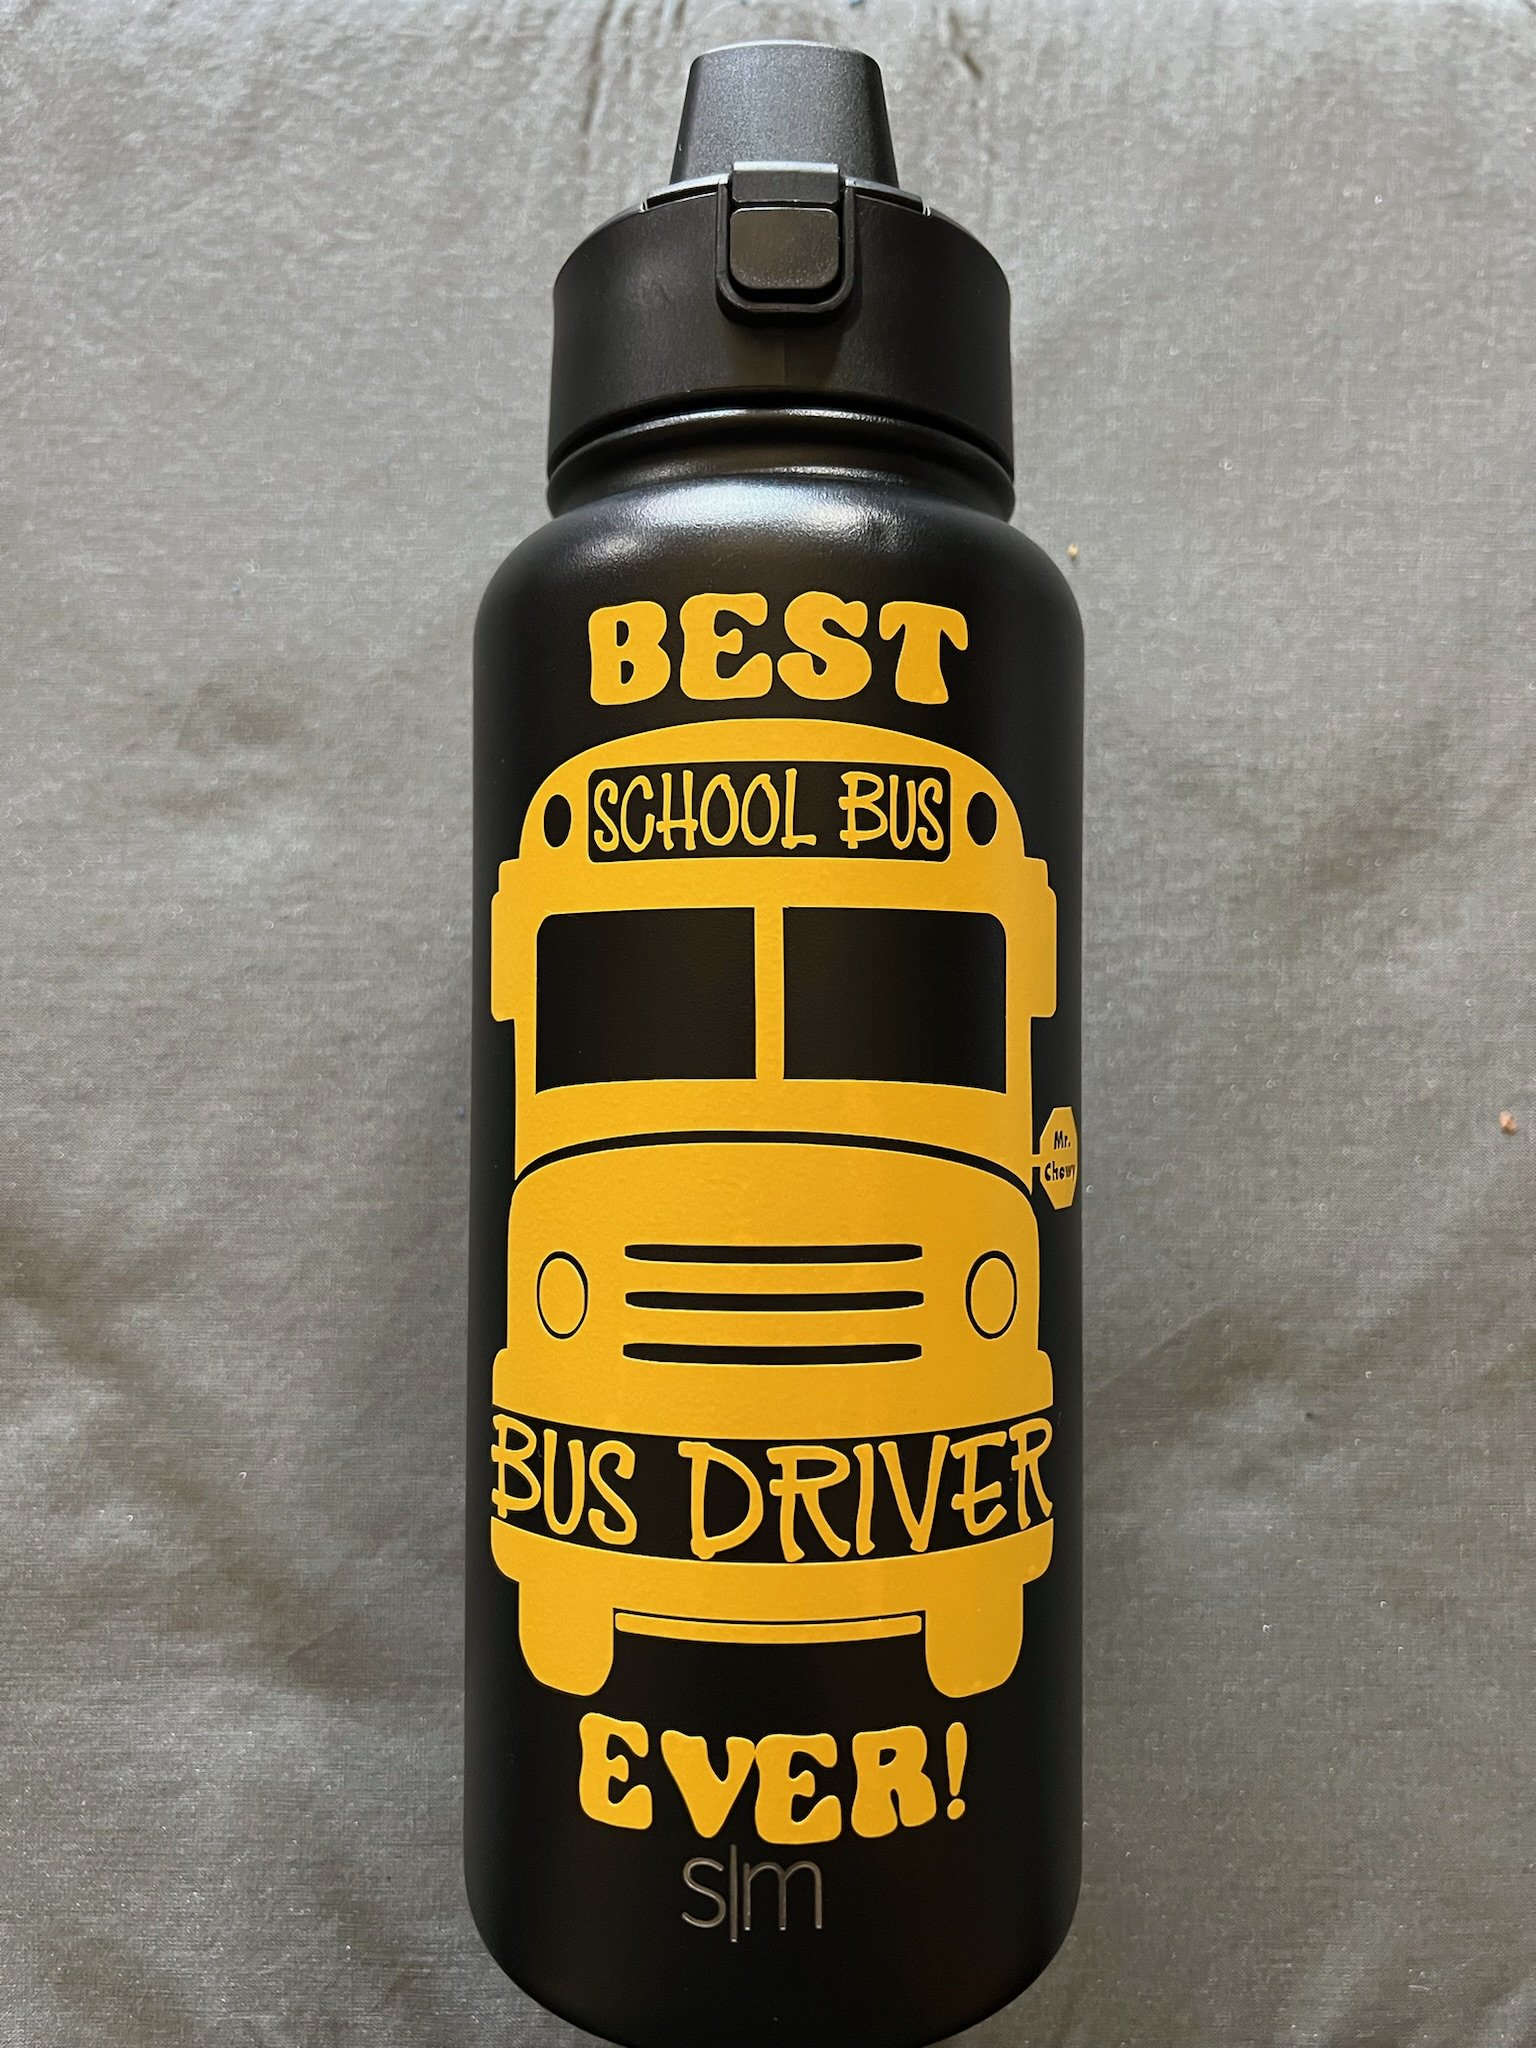 BEST
SCHOOL BUS
Mr.
Chewy
BUS DRIVER
EVER!
s|m